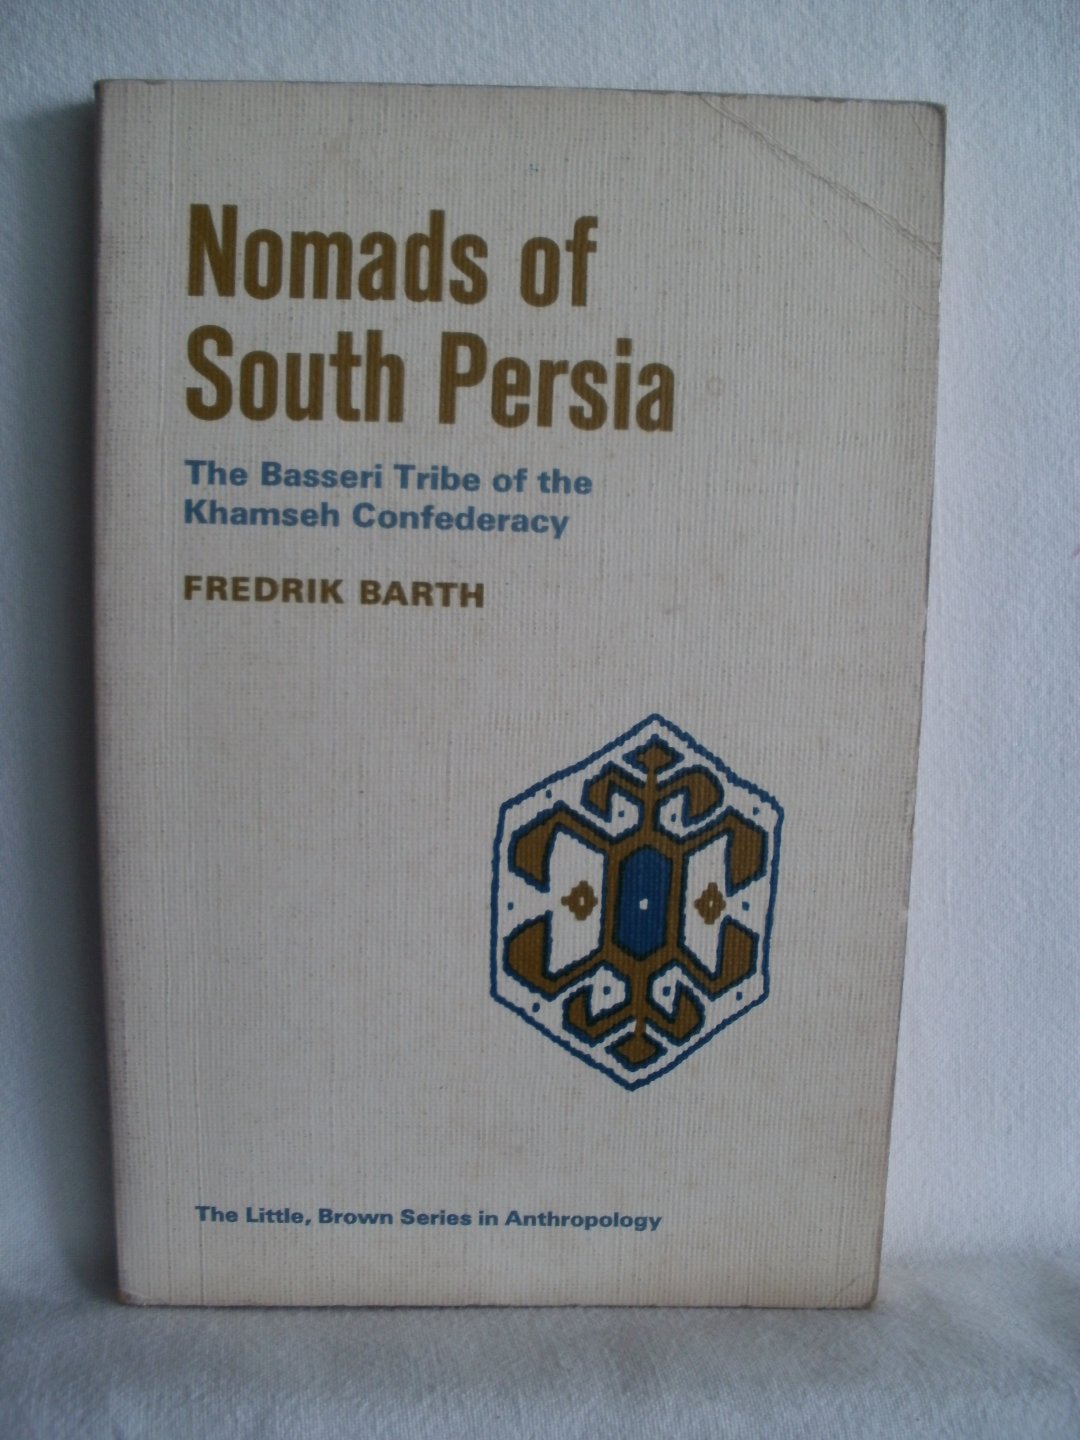 Nomads of
South Persia
The Basseri Tribe of the
Khamseh Confederacy
FREDRIK BARTH
The Little, Brown Series in Anthropology